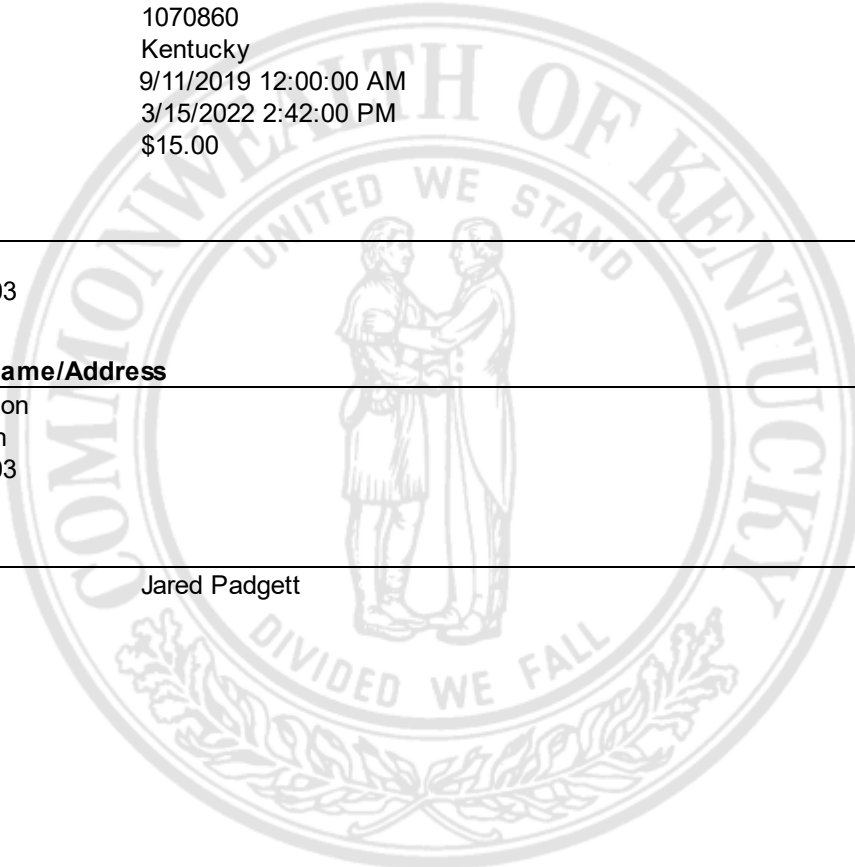 1070860
Kentucky
9/11/2019 12:00:00 AM
3/15/2022 2:42:00 PM
$15.00
COMMONWEALTH OF KENTUCKY
UNITED WE STAND
03
ame/Address
on
n
03
Jared Padgett
DIVIDED WE FALL